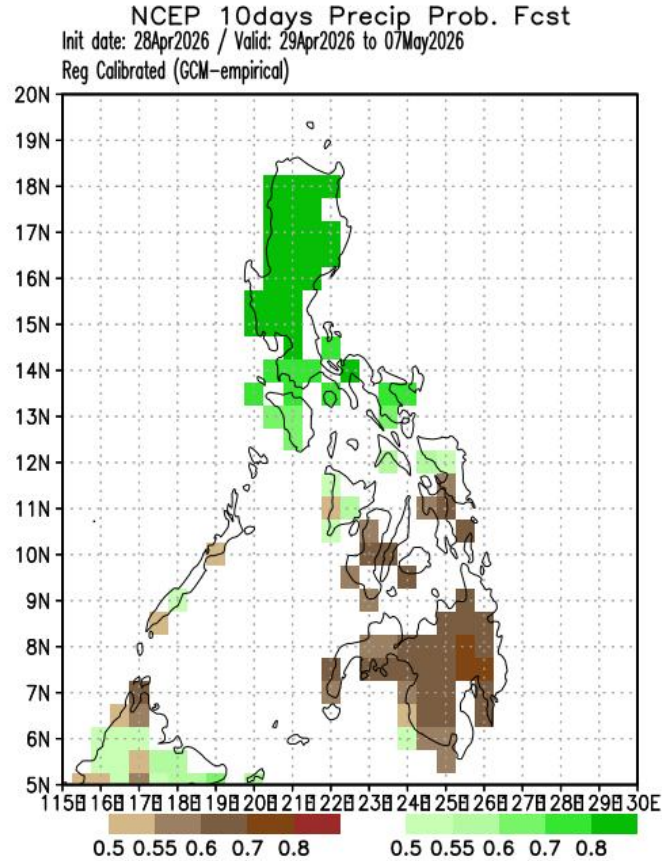 NCEP 10days Precip Prob. Fcst
Init date: 28Apr2026 / Valid: 29Apr2026 to 07May2026
Reg Calibrated (GCM-empirical)
20N
19N
18N
17N
16N
15N
14N
13N
12N
11N
10N
9N
8N
7N
6N
5N
115E 116E 117E 118E 119E 120E 121E 122E 123E 124E 125E 126E 127E 128E 129E 130E
0.5 0.55 0.6 0.7 0.8 0.5 0.55 0.6 0.7 0.8